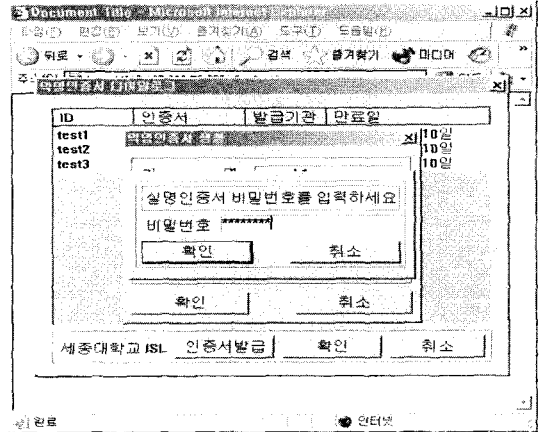 Document Title - Microsoft Internet Explorer
파일(F) 편집(E) 보기(V) 즐겨찾기(A) 도구(T) 도움말(H)
뒤로 검색 즐겨찾기 미디어 »
ID 인증서 발급기관 만료일
test1 10일
test2 10일
test3 10일
실명인증서 비밀번호를 입력하세요
비밀번호 ********
확인 취소
확인 취소
세종대학교 ISL 인증서발급 확인 취소
완료 인터넷